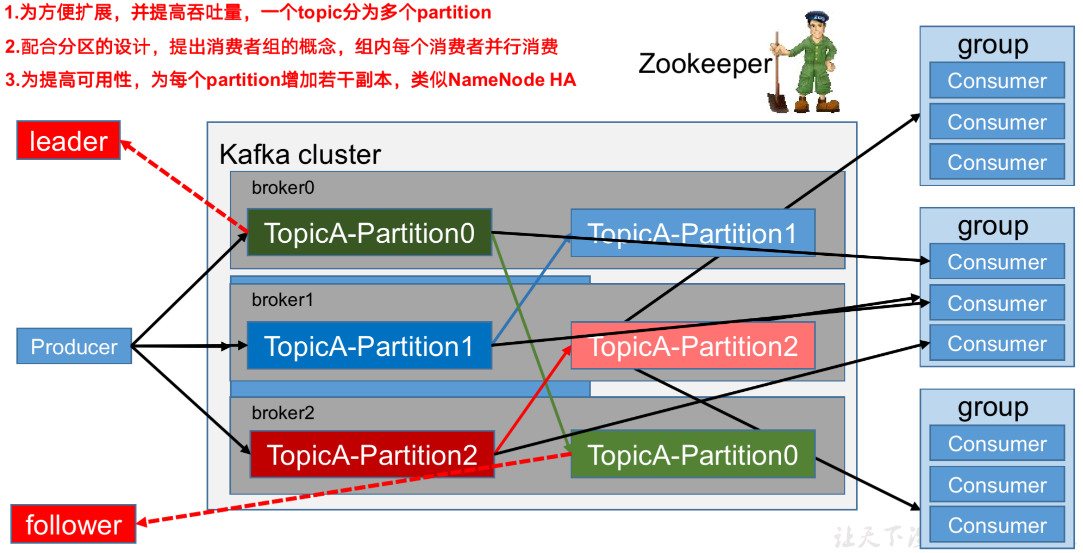 1.为方便扩展，并提高吞吐量，一个topic分为多个partition
2.配合分区的设计，提出消费者组的概念，组内每个消费者并行消费
3.为提高可用性，为每个partition增加若干副本，类似NameNode HA
Zookeeper
leader
Kafka cluster
broker0
TopicA-Partition0
TopicA-Partition1
broker1
Producer
TopicA-Partition1
TopicA-Partition2
broker2
TopicA-Partition2
TopicA-Partition0
follower
group
Consumer
Consumer
Consumer
group
Consumer
Consumer
Consumer
group
Consumer
Consumer
Consumer
让天下